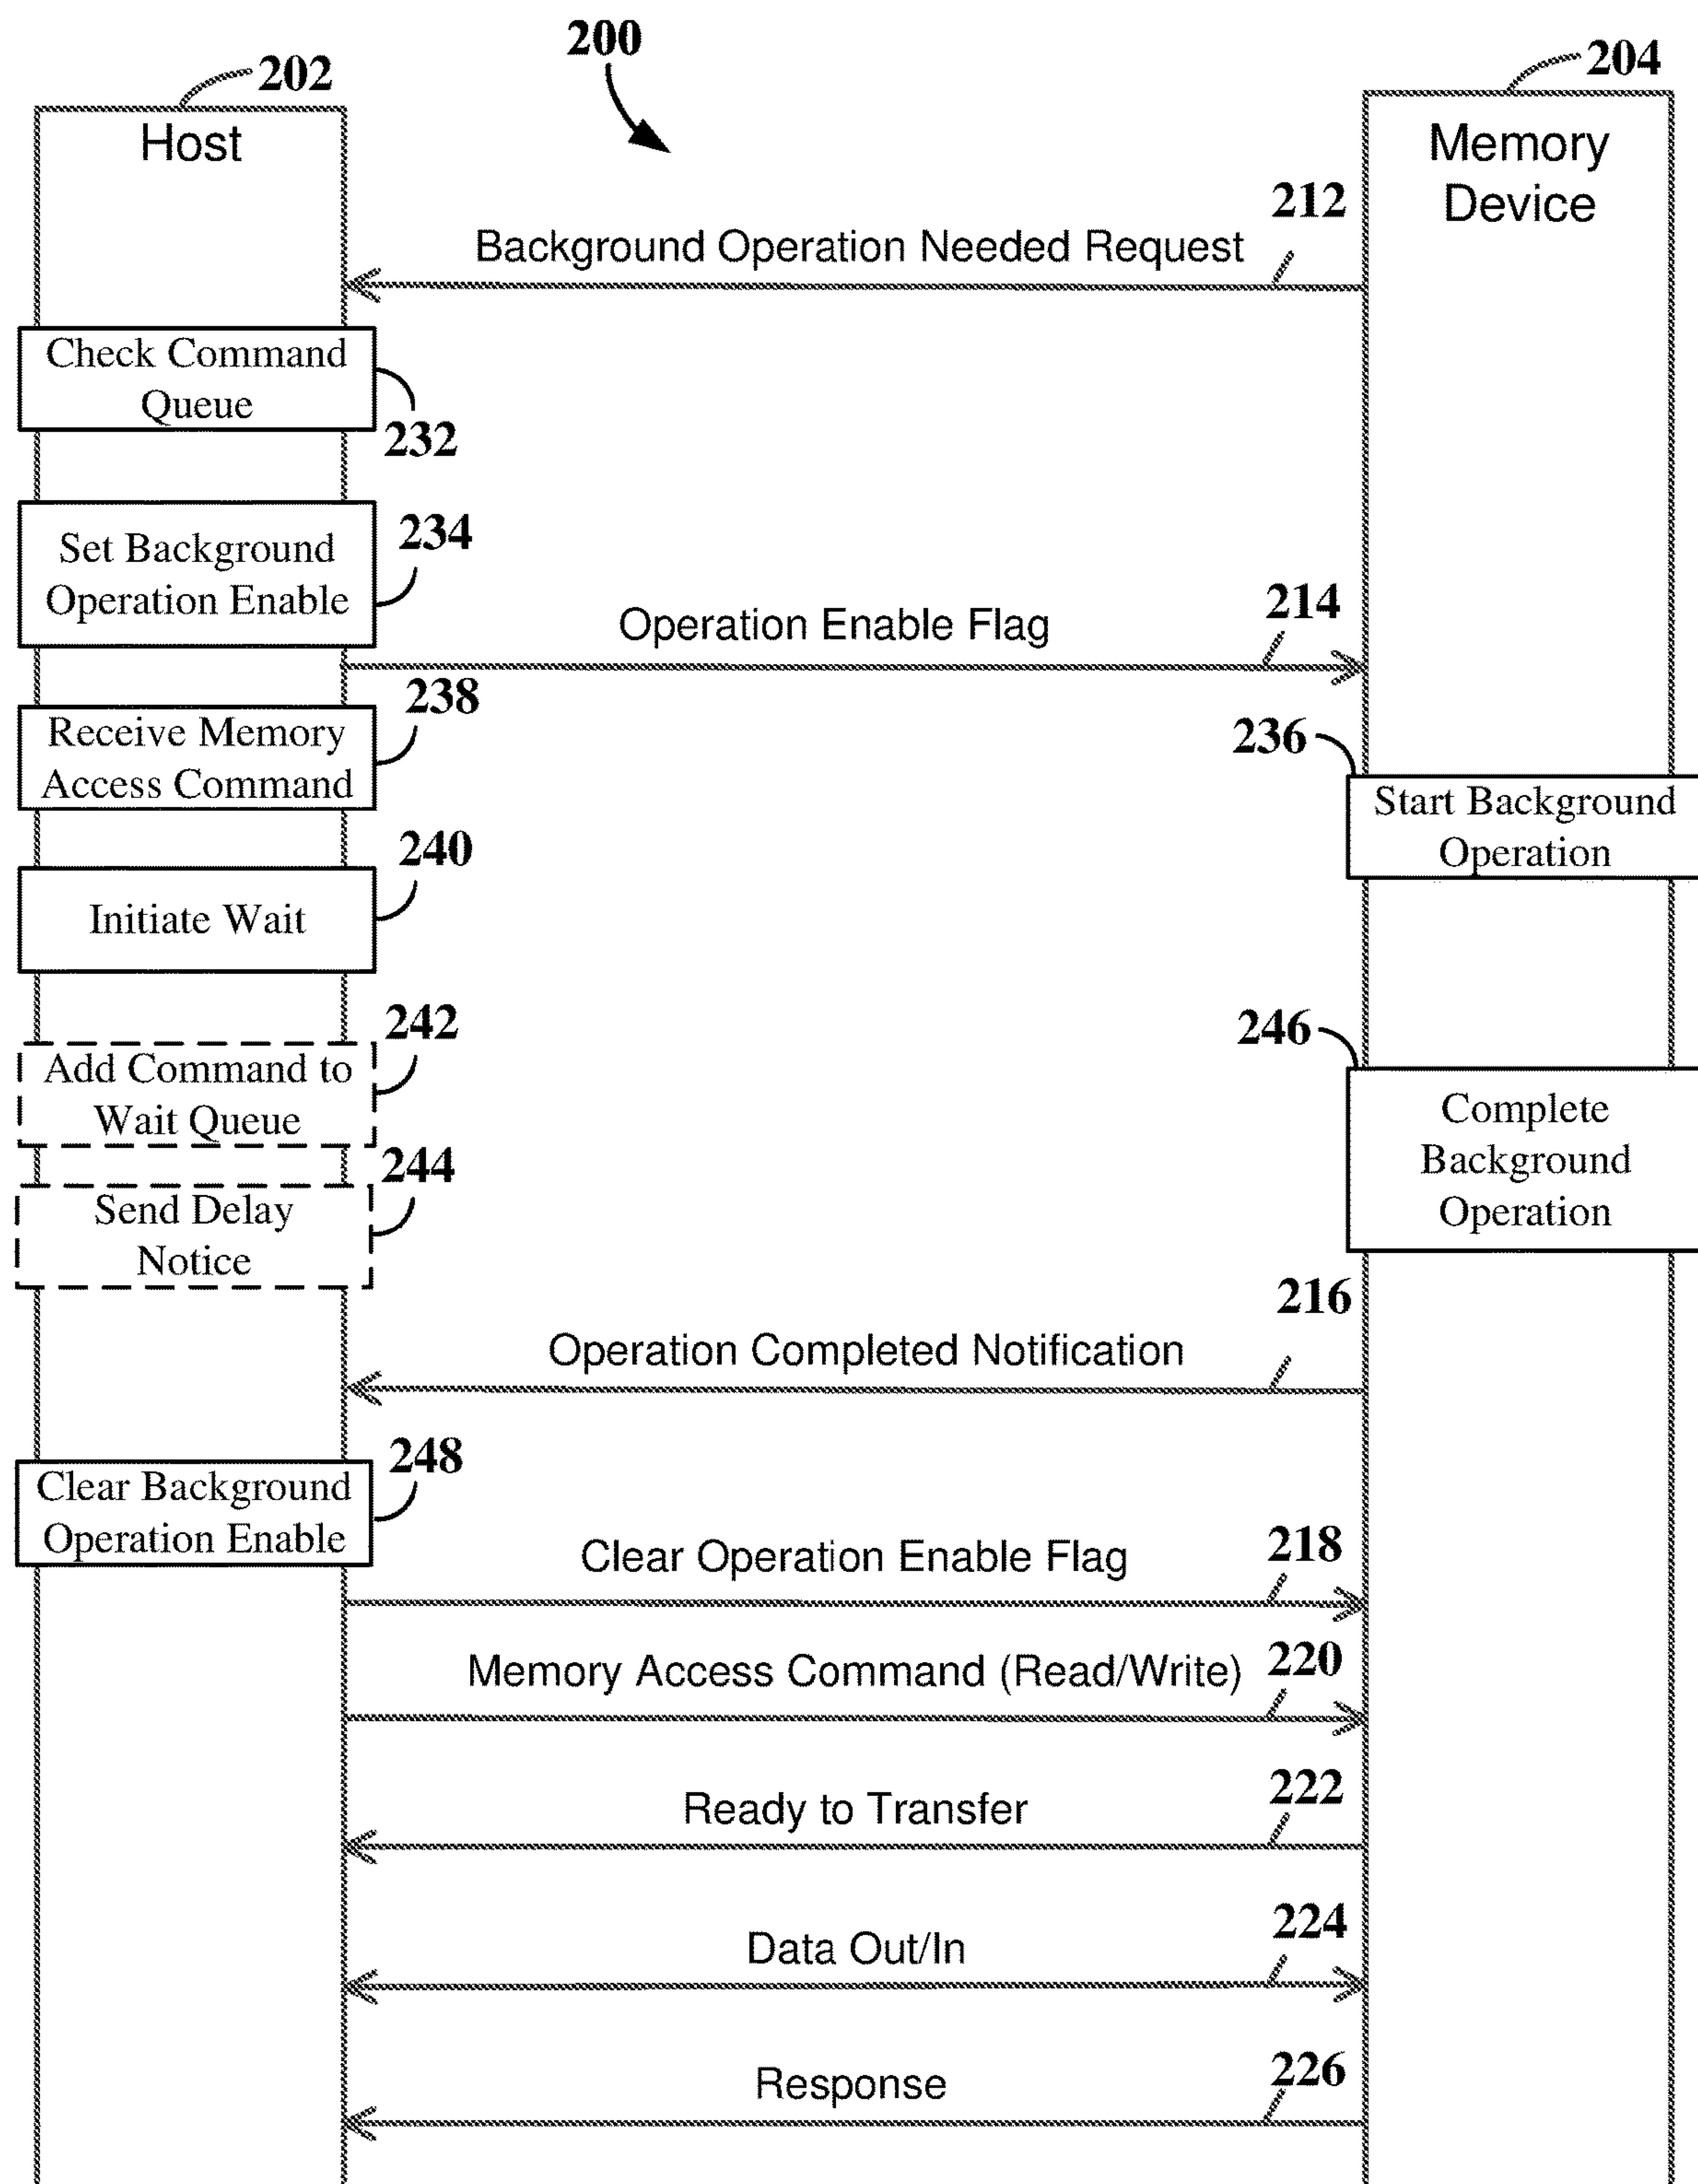 200
202
204
Host
Memory
Device
212
Background Operation Needed Request
Check Command
Queue
232
Set Background
Operation Enable
234
214
Operation Enable Flag
238
Receive Memory
Access Command
236
Start Background
Operation
240
Initiate Wait
242
Add Command to
Wait Queue
246
Complete
Background
Operation
244
Send Delay
Notice
216
Operation Completed Notification
248
Clear Background
Operation Enable
218
Clear Operation Enable Flag
220
Memory Access Command (Read/Write)
222
Ready to Transfer
224
Data Out/In
226
Response